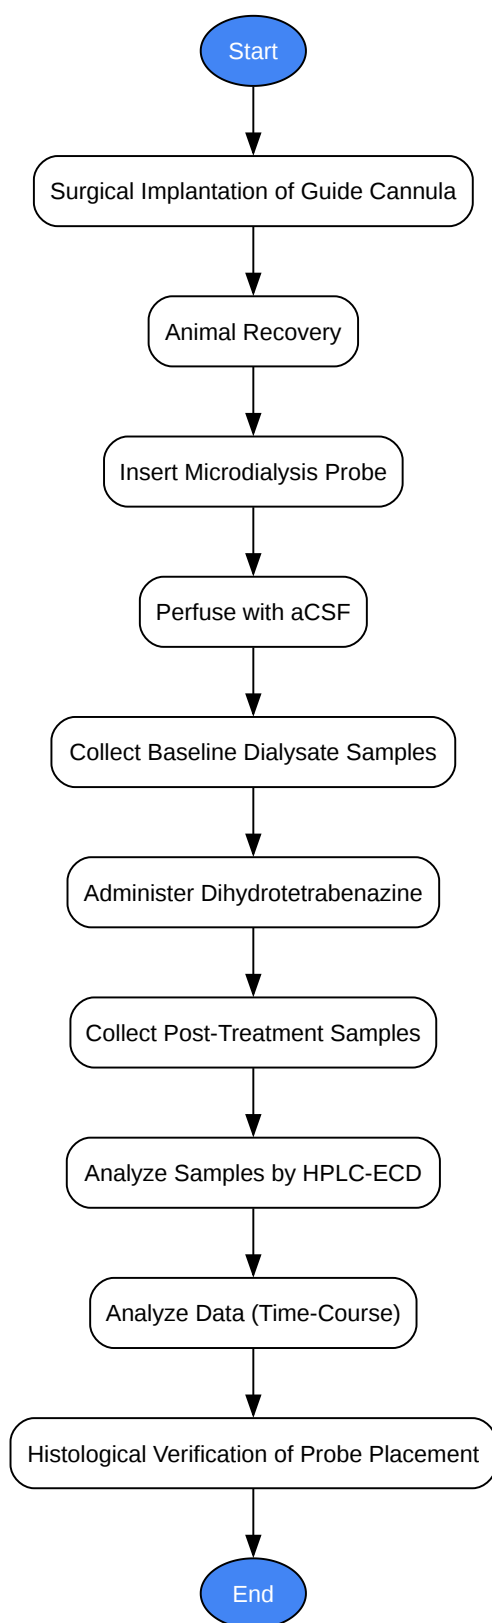 Start
Surgical Implantation of Guide Cannula
Animal Recovery
Insert Microdialysis Probe
Perfuse with aCSF
Collect Baseline Dialysate Samples
Administer Dihydrotetrabenazine
Collect Post-Treatment Samples
Analyze Samples by HPLC-ECD
Analyze Data (Time-Course)
Histological Verification of Probe Placement
End